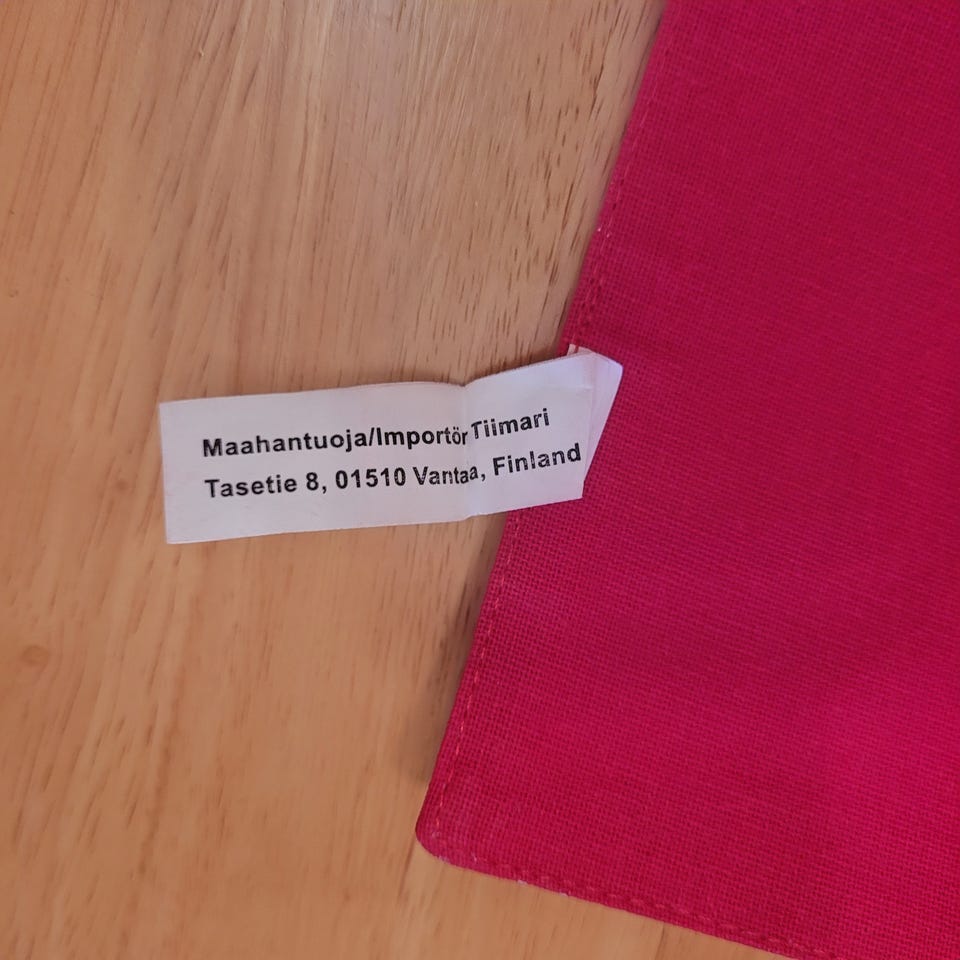 Maahantuoja/Importör Tiimari
Tasetie 8, 01510 Vantaa, Finland